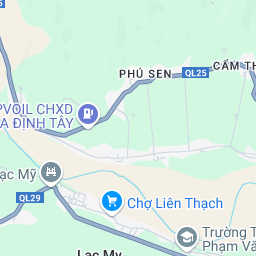 PHÚ SEN
QL25
CẨM TH
PVOIL CHXD
A ĐỊNH TÂY
ạc Mỹ
QL29
Chợ Liên Thạch
Trường T
Phạm Vă
Lạc Mỹ